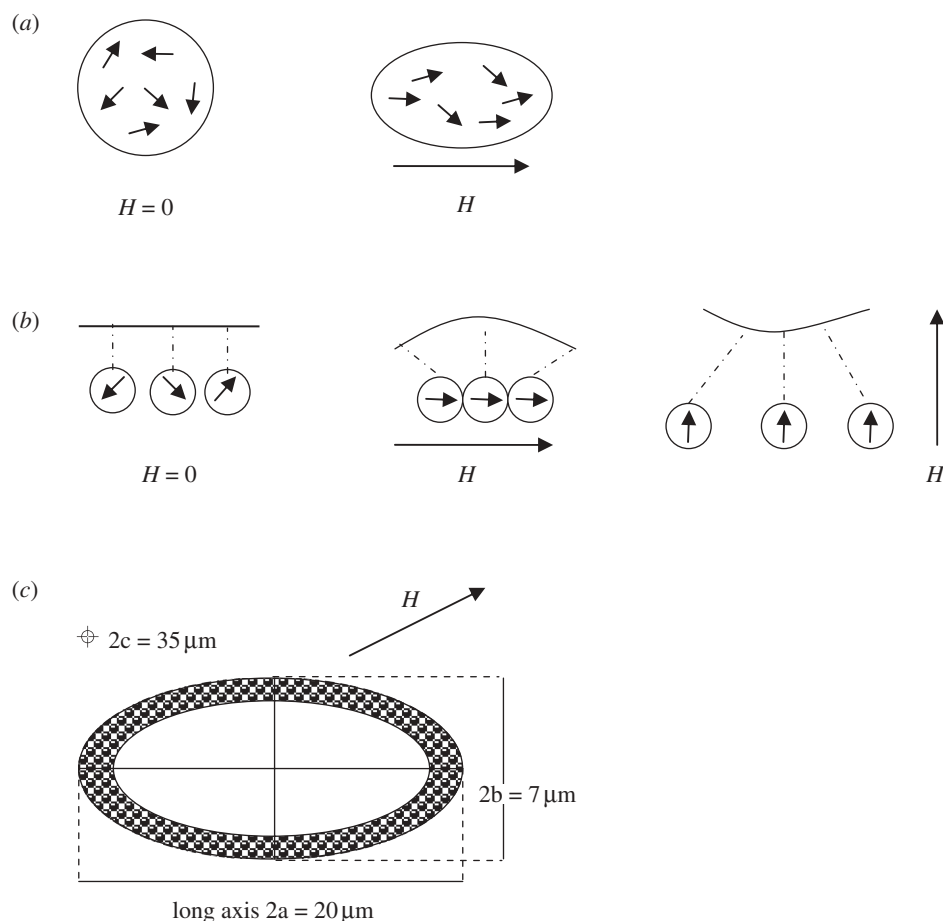 (a)
H = 0
H
(b)
H = 0
H
H
(c)
H
2c = 35 μm
2b = 7 μm
long axis 2a = 20 μm